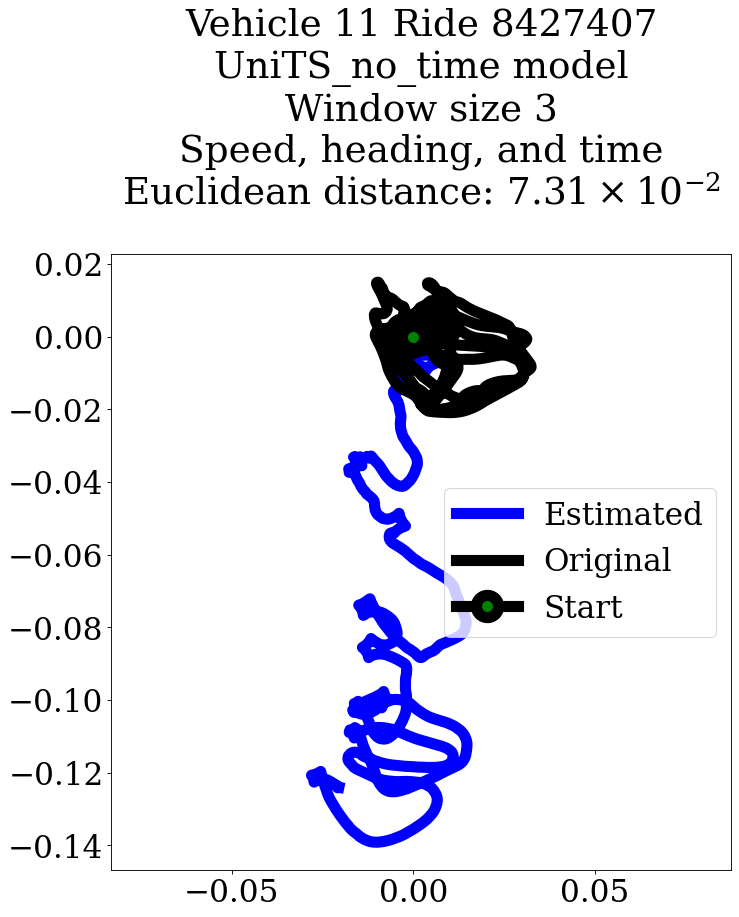 Vehicle 11 Ride 8427407
UniTS_no_time model
Window size 3
Speed, heading, and time
Euclidean distance: 7.31 × 10⁻²
0.02
0.00
−0.02
−0.04
−0.06
−0.08
−0.10
−0.12
−0.14
Estimated
Original
Start
−0.05 0.00 0.05